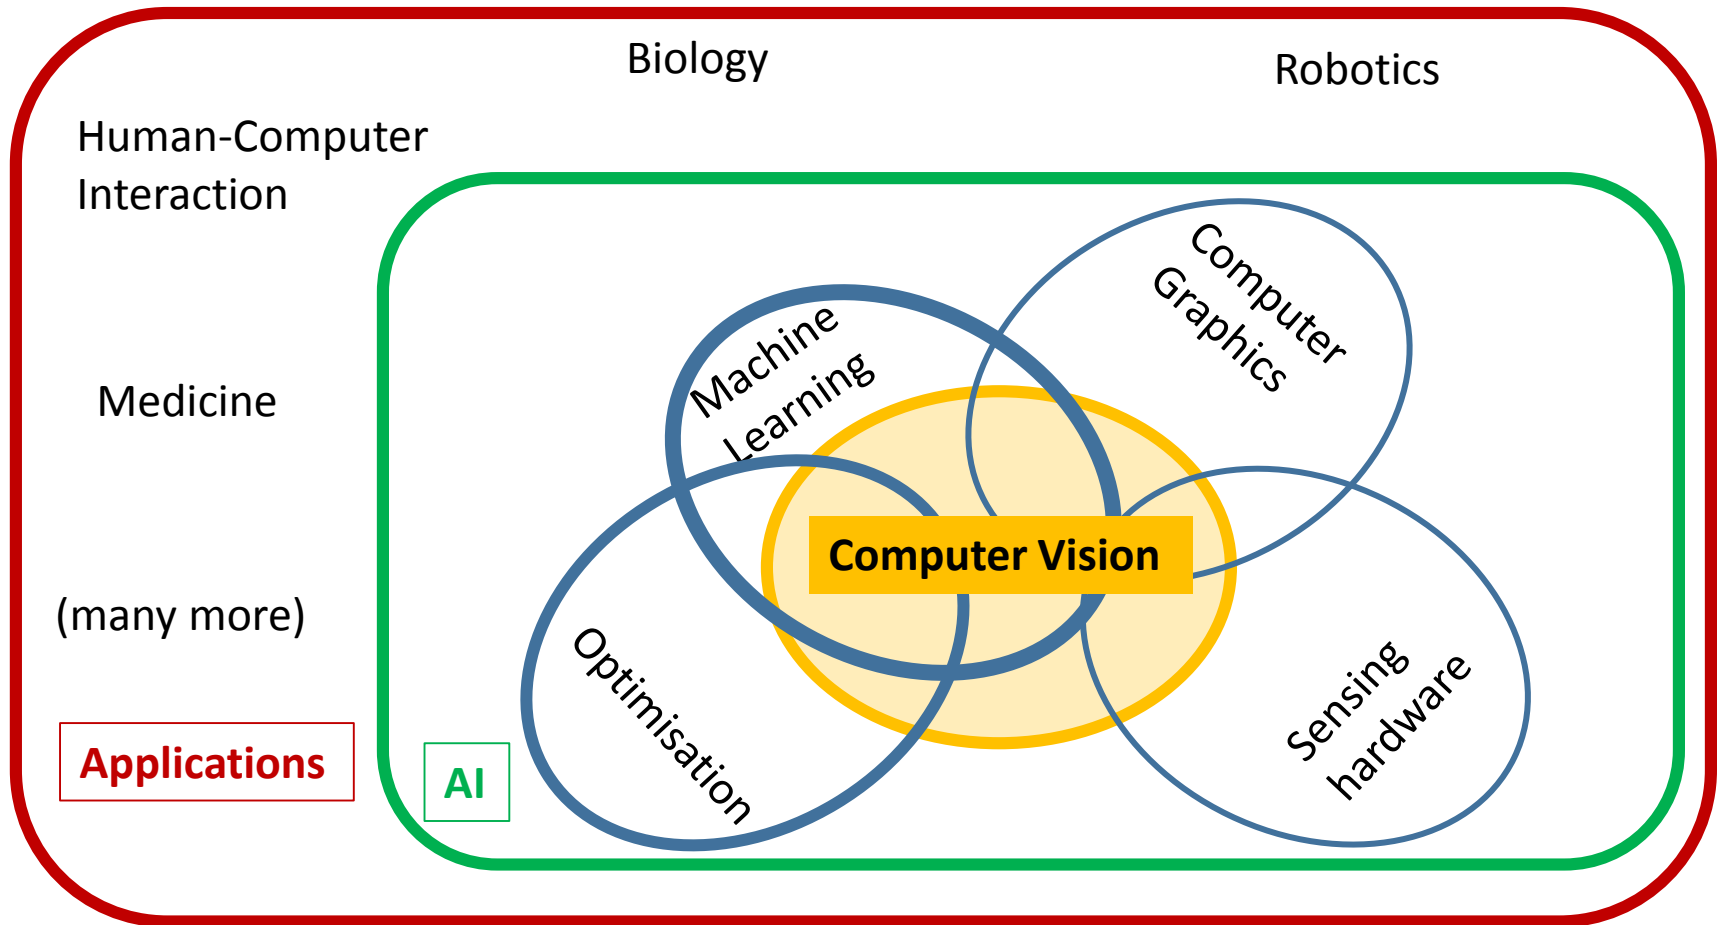 Biology
Robotics
Human-Computer
Interaction
Computer
Graphics
Machine
Learning
Medicine
Computer Vision
(many more)
Optimisation
Sensing
hardware
Applications
AI